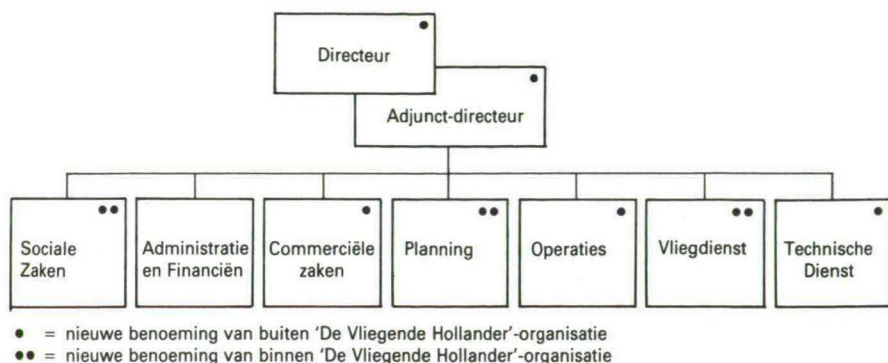 Directeur
Adjunct-directeur
Sociale
Zaken
Administratie
en Financiën
Commerciële
zaken
Planning
Operaties
Vliegdienst
Technische
Dienst
• = nieuwe benoeming van buiten 'De Vliegende Hollander'-organisatie
•• = nieuwe benoeming van binnen 'De Vliegende Hollander'-organisatie